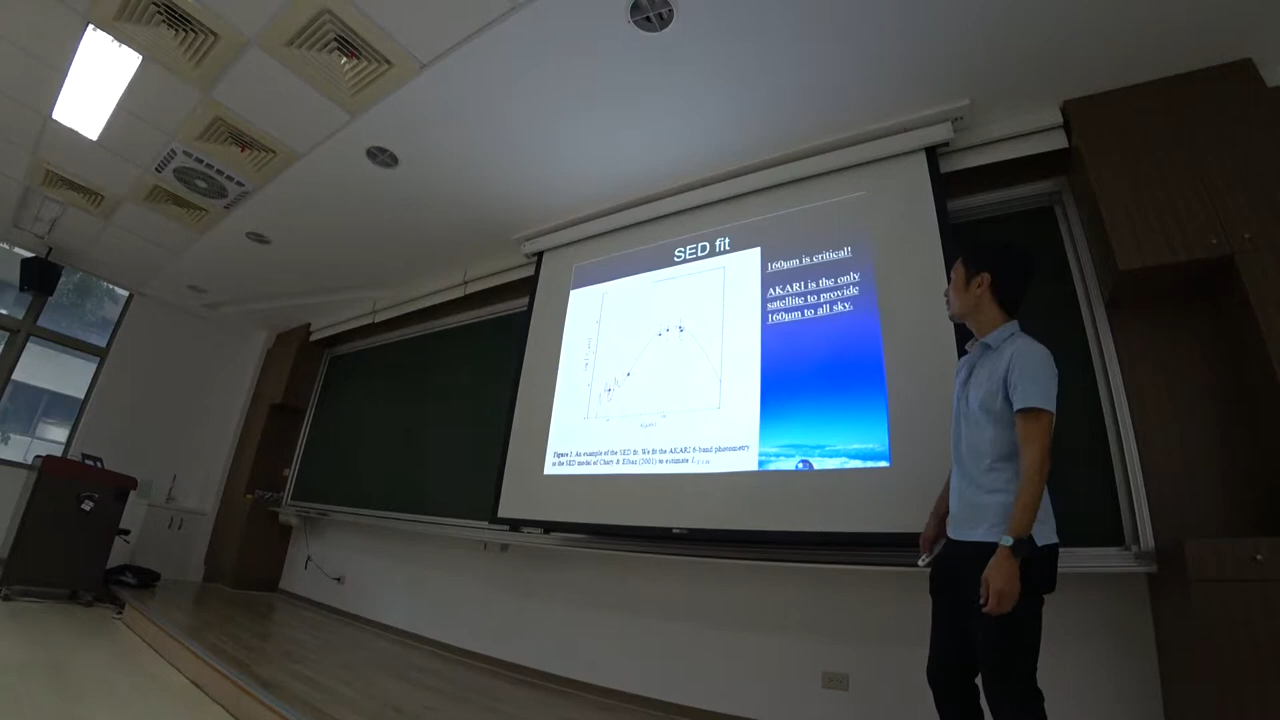 SED fit
160μm is critical!
AKARI is the only
satellite to provide
160μm to all sky.
Figure 1. An example of the SED fit. We fit the AKARI 6-band photometry
to the SED model of Chary & Elbaz (2001) to estimate